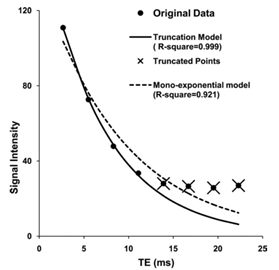 120
80
40
0
Signal Intensity
Original Data
Truncation Model
( R-square=0.999)
Truncated Points
Mono-exponential model
(R-square=0.921)
0 5 10 15 20 25
TE (ms)